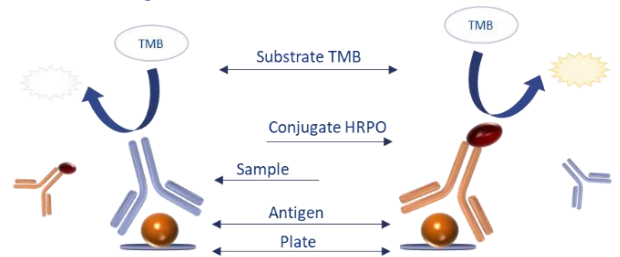 TMB
TMB
Substrate TMB
Conjugate HRPO
Sample
Antigen
Plate